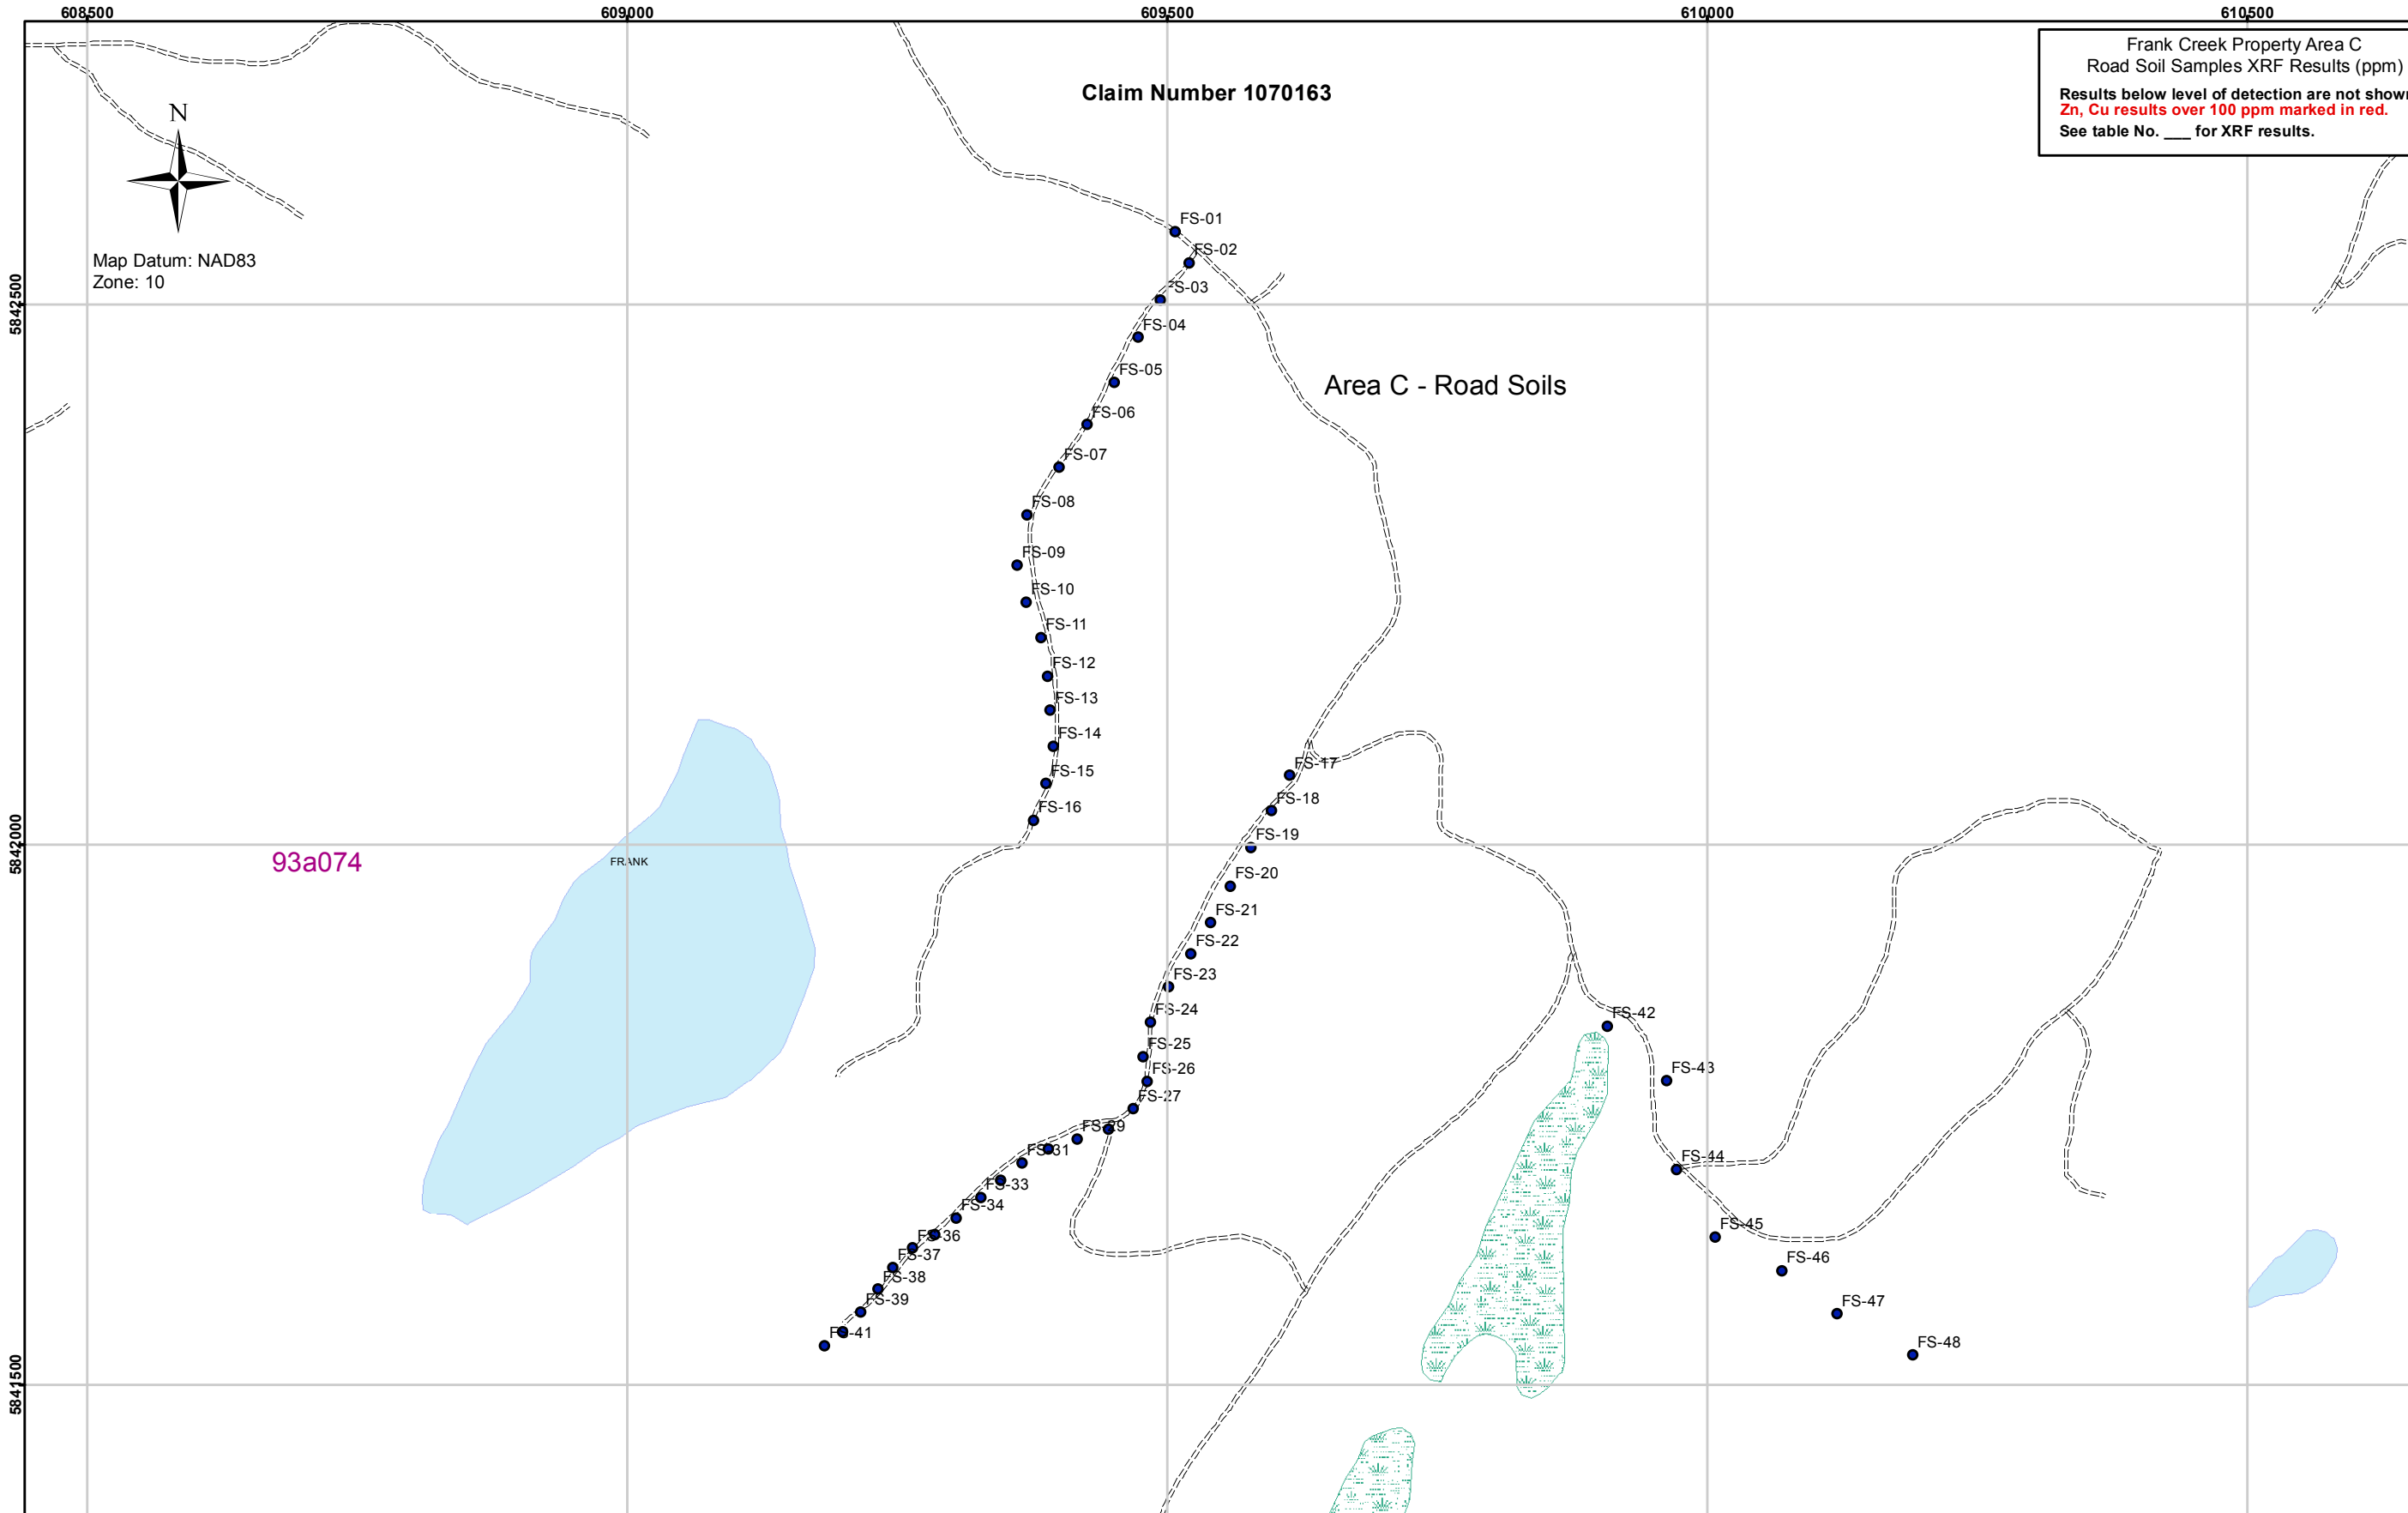 608500
609000
609500
610000
610500
Frank Creek Property Area C
Road Soil Samples XRF Results (ppm)
Results below level of detection are not shown
Zn, Cu results over 100 ppm marked in red.
See table No. ___ for XRF results.
Claim Number 1070163
N
Map Datum: NAD83
Zone: 10
5842500
5842000
5841500
Area C - Road Soils
93a074
FRANK
FS-01
FS-02
FS-03
FS-04
FS-05
FS-06
FS-07
FS-08
FS-09
FS-10
FS-11
FS-12
FS-13
FS-14
FS-15
FS-16
FS-17
FS-18
FS-19
FS-20
FS-21
FS-22
FS-23
FS-24
FS-25
FS-26
FS-27
FS-29
FS-31
FS-33
FS-34
FS-36
FS-37
FS-38
FS-39
FS-41
FS-42
FS-43
FS-44
FS-45
FS-46
FS-47
FS-48